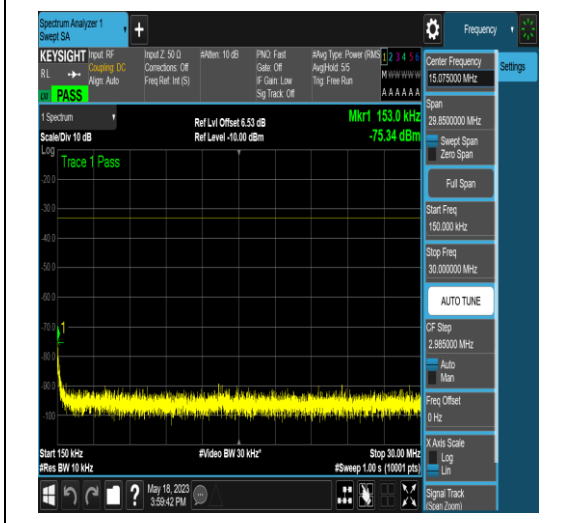 Spectrum Analyzer 1
Swept SA
+
Frequency
KEYSIGHT
RL
PASS
Input: RF
Coupling: DC
Align: Auto
Input Z: 50 Ω
Corrections: Off
Freq Ref: Int (S)
#Atten: 10 dB
PNO: Fast
Gate: Off
IF Gain: Low
Sig Track: Off
#Avg Type: Power (RMS)
Avg|Hold: 5/5
Trig: Free Run
1 2 3 4 5 6
M W W W W W
A A A A A A
1 Spectrum
Scale/Div 10 dB
Ref Lvl Offset 6.53 dB
Ref Level -10.00 dBm
Mkr1 153.0 kHz
-75.34 dBm
Log
Trace 1 Pass
-20.0
-30.0
-40.0
-50.0
-60.0
-70.0
-80.0
-90.0
-100
1
Start 150 kHz
#Res BW 10 kHz
#Video BW 30 kHz*
Stop 30.00 MHz
#Sweep 1.00 s (10001 pts)
?
May 18, 2023
3:59:42 PM
Center Frequency
15.075000 MHz
Settings
Span
29.8500000 MHz
Swept Span
Zero Span
Full Span
Start Freq
150.000 kHz
Stop Freq
30.000000 MHz
AUTO TUNE
CF Step
2.985000 MHz
Auto
Man
Freq Offset
0 Hz
X Axis Scale
Log
Lin
Signal Track
(Span Zoom)